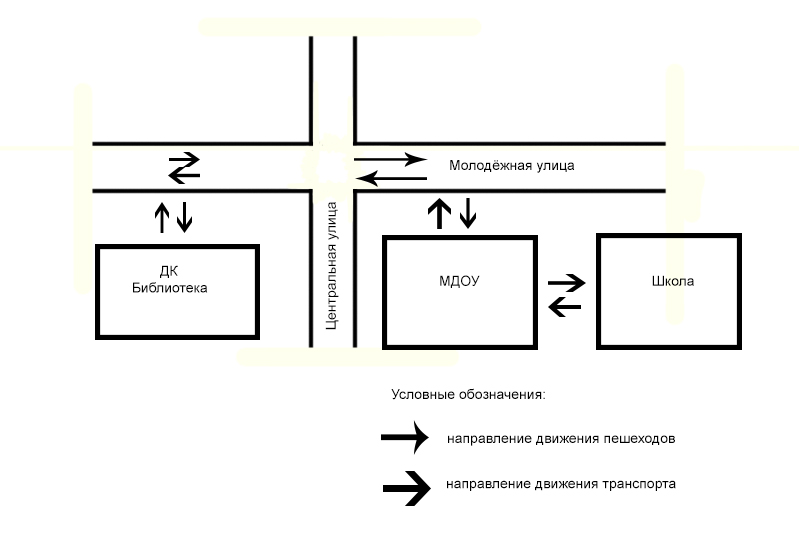 Молодёжная улица
Центральная улица
ДК
Библиотека
МДОУ
Школа
Условные обозначения:
направление движения пешеходов
направление движения транспорта